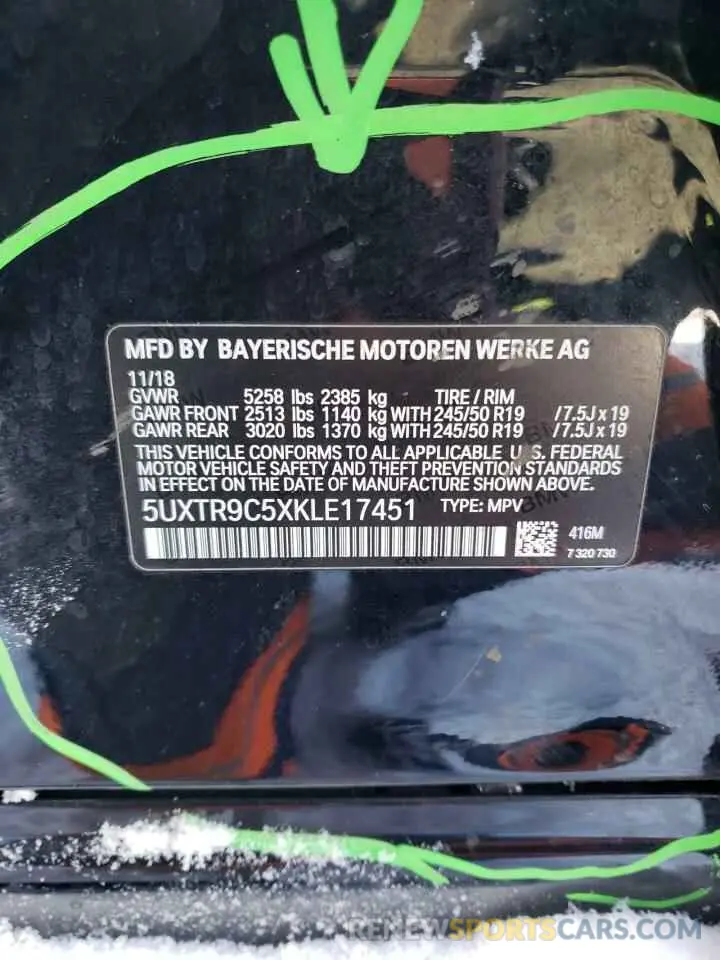 MFD BY BAYERISCHE MOTOREN WERKE AG
11/18
GVWR 5258 lbs 2385 kg TIRE / RIM
GAWR FRONT 2513 lbs 1140 kg WITH 245/50 R19 / 7.5J x 19
GAWR REAR 3020 lbs 1370 kg WITH 245/50 R19 / 7.5J x 19
THIS VEHICLE CONFORMS TO ALL APPLICABLE U.S. FEDERAL
MOTOR VEHICLE SAFETY AND THEFT PREVENTION STANDARDS
IN EFFECT ON THE DATE OF MANUFACTURE SHOWN ABOVE.
5UXTR9C5XKLE17451 TYPE: MPV
416M
7 320 730
RENEWSPORTSCARS.COM